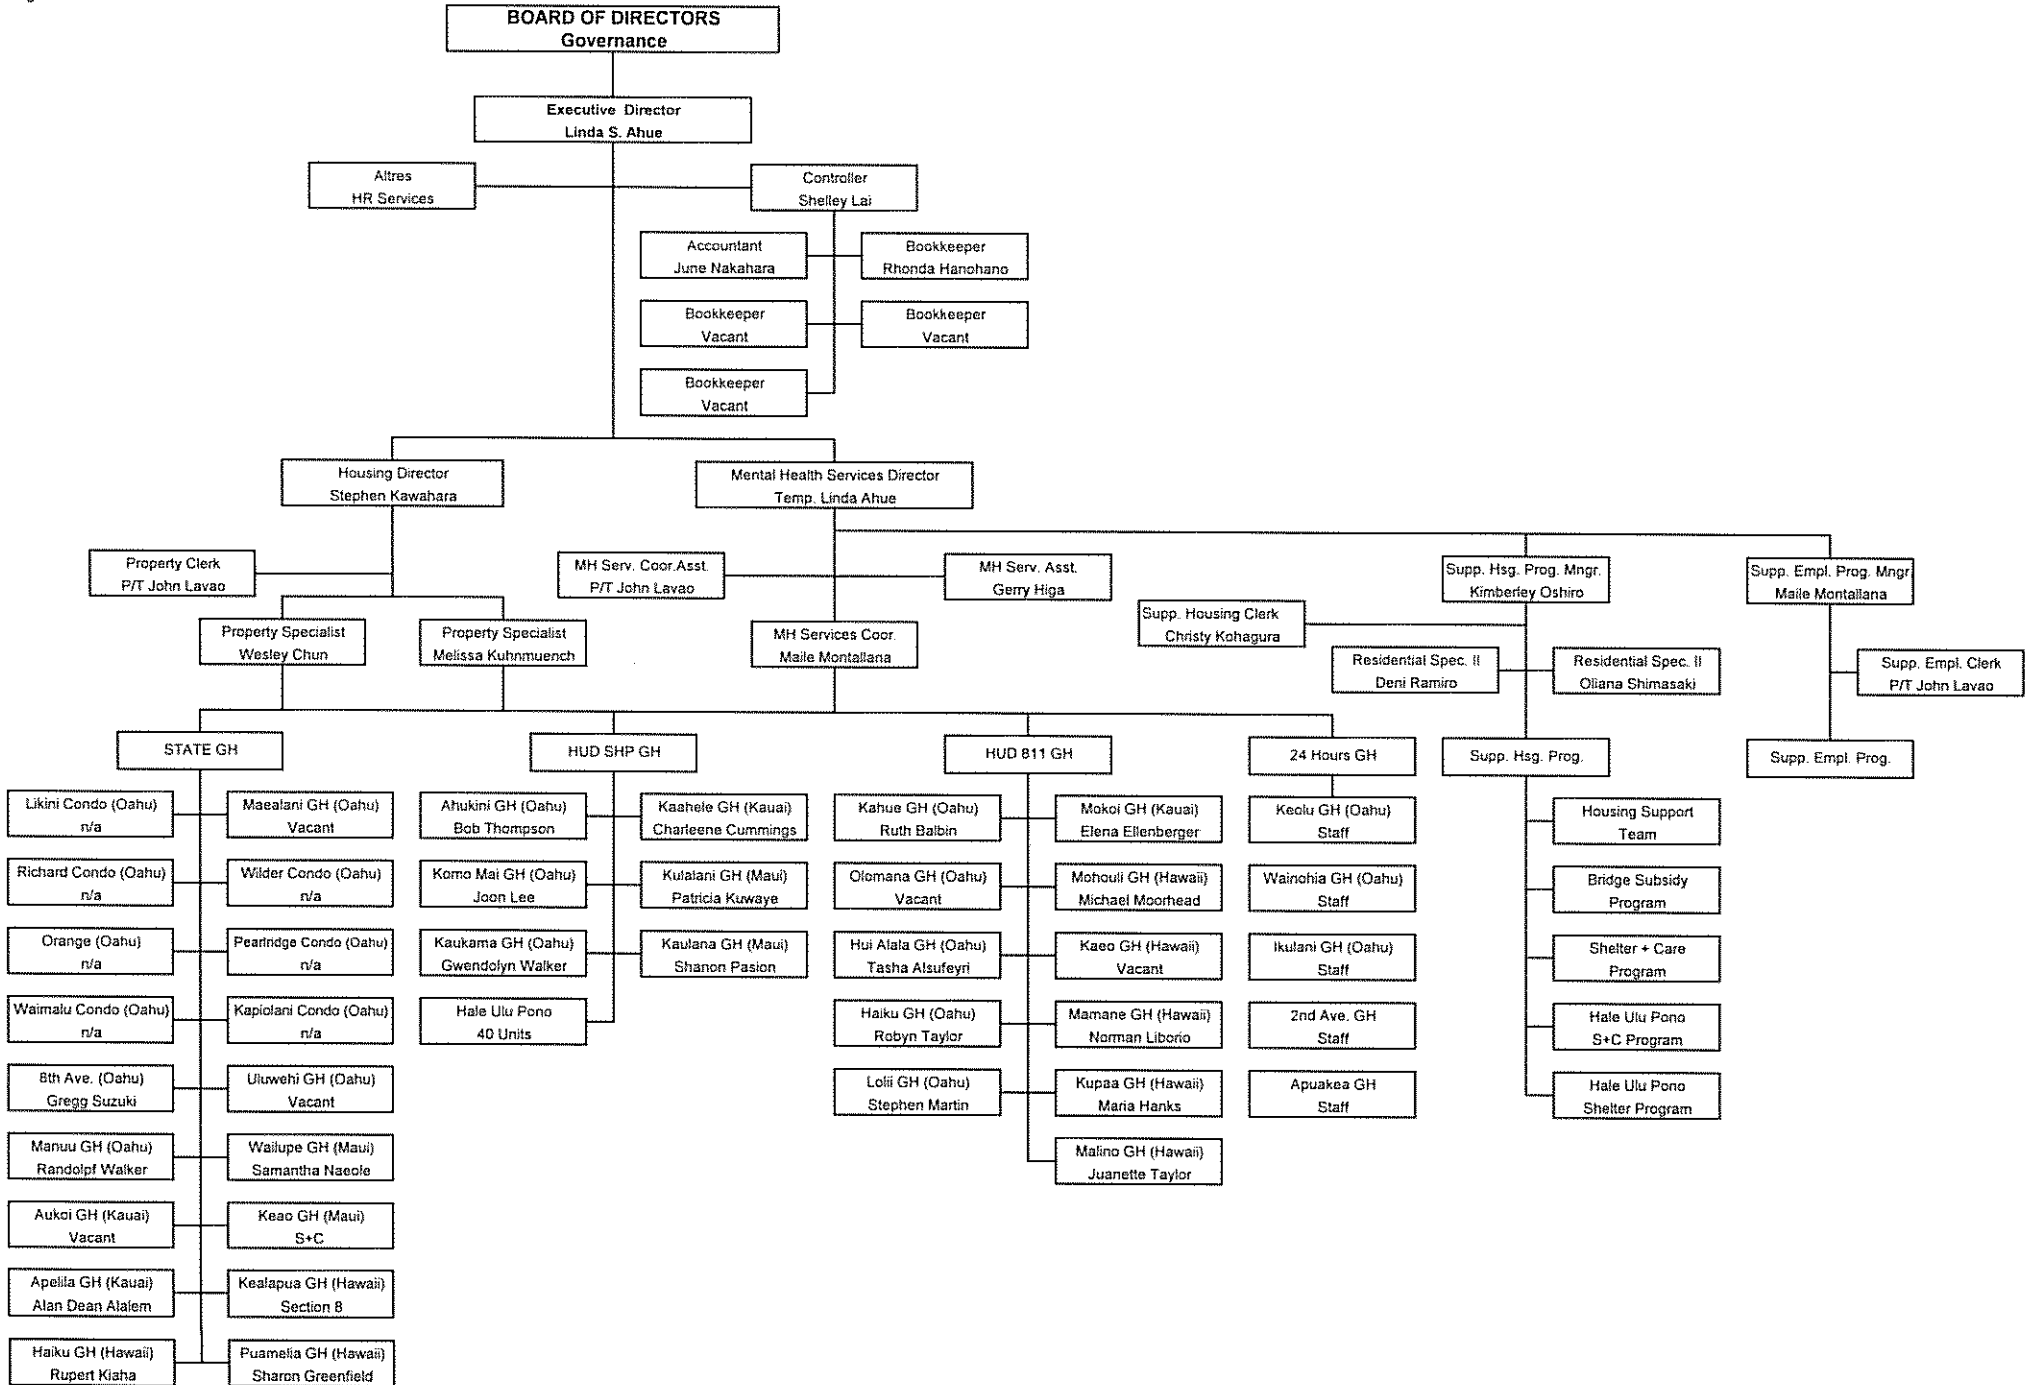 BOARD OF DIRECTORS
Governance
Executive Director
Linda S. Ahue
Altres
HR Services
Controller
Shelley Lai
Accountant
June Nakahara
Bookkeeper
Rhonda Hanohano
Bookkeeper
Vacant
Bookkeeper
Vacant
Bookkeeper
Vacant
Housing Director
Stephen Kawahara
Mental Health Services Director
Temp. Linda Ahue
Property Clerk
P/T John Lavao
MH Serv. Coor.Asst.
P/T John Lavao
MH Serv. Asst.
Gerry Higa
Supp. Hsg. Prog. Mngr.
Kimberley Oshiro
Supp. Empl. Prog. Mngr
Maile Montallana
Supp. Housing Clerk
Christy Kohagura
Property Specialist
Wesley Chun
Property Specialist
Melissa Kuhnmuench
MH Services Coor.
Maile Montallana
Residential Spec. II
Deni Ramiro
Residential Spec. II
Oliana Shimasaki
Supp. Empl. Clerk
P/T John Lavao
STATE GH
HUD SHP GH
HUD 811 GH
24 Hours GH
Supp. Hsg. Prog.
Supp. Empl. Prog.
Likini Condo (Oahu)
n/a
Maealani GH (Oahu)
Vacant
Ahukini GH (Oahu)
Bob Thompson
Kaahele GH (Kauai)
Charleene Cummings
Kahue GH (Oahu)
Ruth Balbin
Mokoi GH (Kauai)
Elena Ellenberger
Keolu GH (Oahu)
Staff
Housing Support
Team
Richard Condo (Oahu)
n/a
Wilder Condo (Oahu)
n/a
Komo Mai GH (Oahu)
Joon Lee
Kulalani GH (Maui)
Patricia Kuwaye
Olomana GH (Oahu)
Vacant
Mohouli GH (Hawaii)
Michael Moorhead
Wainohia GH (Oahu)
Staff
Bridge Subsidy
Program
Orange (Oahu)
n/a
Pearlridge Condo (Oahu)
n/a
Kaukama GH (Oahu)
Gwendolyn Walker
Kaulana GH (Maui)
Shanon Pasion
Hui Alala GH (Oahu)
Tasha Alsufeyri
Kaeo GH (Hawaii)
Vacant
Ikulani GH (Oahu)
Staff
Shelter + Care
Program
Waimalu Condo (Oahu)
n/a
Kapiolani Condo (Oahu)
n/a
Hale Ulu Pono
40 Units
Haiku GH (Oahu)
Robyn Taylor
Mamane GH (Hawaii)
Norman Liborio
2nd Ave. GH
Staff
Hale Ulu Pono
S+C Program
8th Ave. (Oahu)
Gregg Suzuki
Uluwehi GH (Oahu)
Vacant
Lolii GH (Oahu)
Stephen Martin
Kupaa GH (Hawaii)
Maria Hanks
Apuakea GH
Staff
Hale Ulu Pono
Shelter Program
Manuu GH (Oahu)
Randolpf Walker
Wailupe GH (Maui)
Samantha Naeole
Malino GH (Hawaii)
Juanette Taylor
Aukoi GH (Kauai)
Vacant
Keao GH (Maui)
S+C
Apelila GH (Kauai)
Alan Dean Alalem
Kealapua GH (Hawaii)
Section 8
Haiku GH (Hawaii)
Rupert Kiaha
Puamelia GH (Hawaii)
Sharon Greenfield